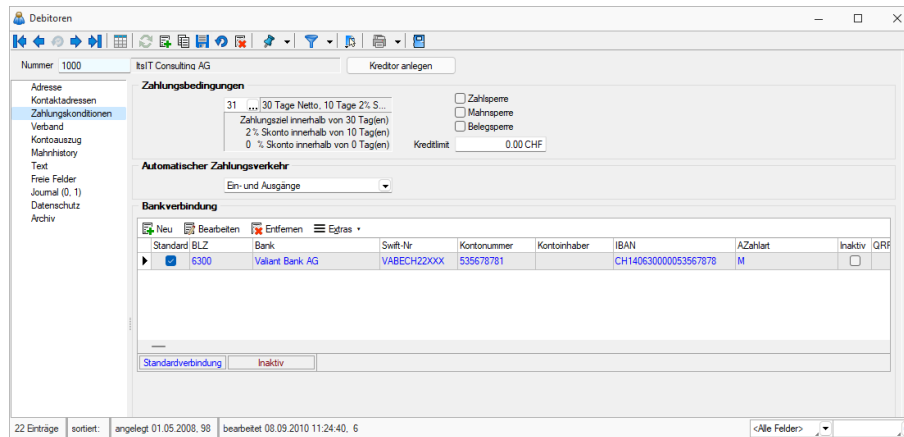 Debitoren
Nummer 1000 ItsIT Consulting AG Kreditor anlegen
Adresse
Kontaktadressen
Zahlungskonditionen
Verband
Kontoauszug
Mahnhistory
Text
Freie Felder
Journal (0, 1)
Datenschutz
Archiv
Zahlungsbedingungen
31 ... 30 Tage Netto, 10 Tage 2% S...
Zahlungsziel innerhalb von 30 Tag(en)
2 % Skonto innerhalb von 10 Tag(en)
0 % Skonto innerhalb von 0 Tag(en)
Zahlsperre
Mahnsperre
Belegsperre
Kreditlimit 0.00 CHF
Automatischer Zahlungsverkehr
Ein- und Ausgänge
Bankverbindung
Neu Bearbeiten Entfernen Extras
Standard BLZ Bank Swift-Nr Kontonummer Kontoinhaber IBAN AZahlart Inaktiv QRF
6300 Valiant Bank AG VABECH22XXX 535678781 CH140630000053567878 M
Standardverbindung Inaktiv
22 Einträge sortiert: angelegt 01.05.2008, 98 bearbeitet 08.09.2010 11:24:40, 6 <Alle Felder>